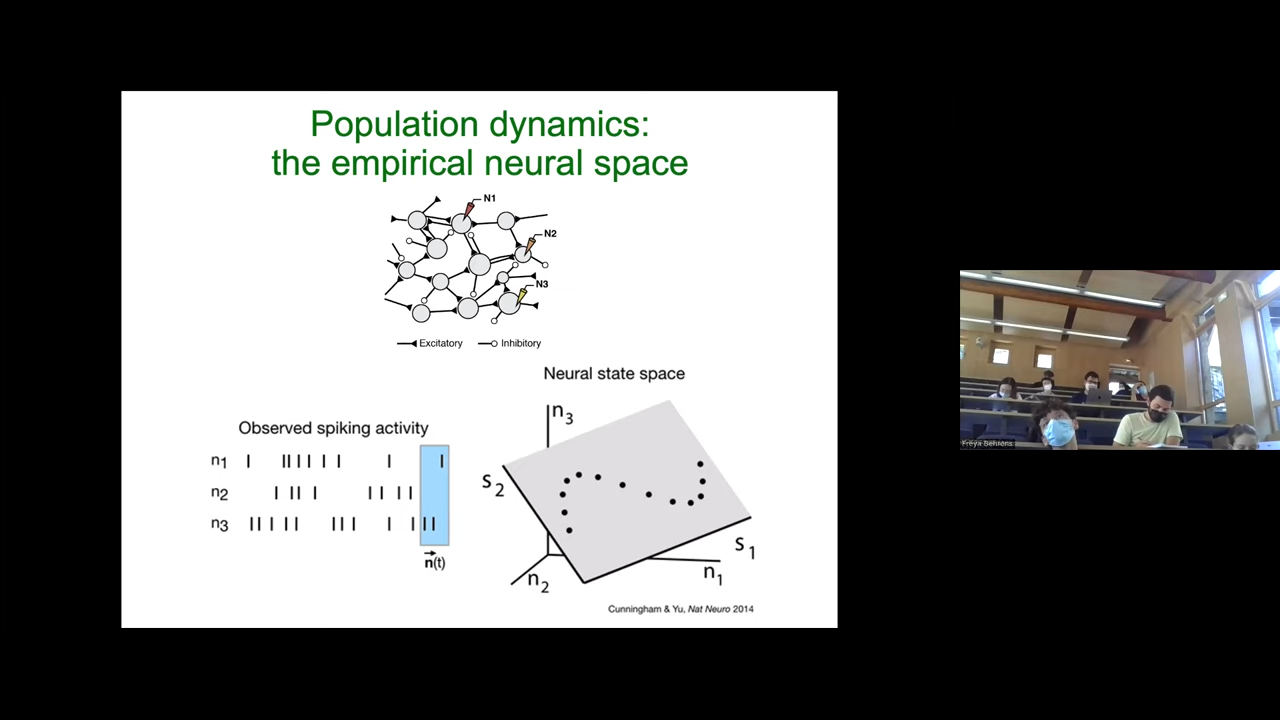 Population dynamics:
the empirical neural space
N1
N2
N3
Excitatory
Inhibitory
Neural state space
Observed spiking activity
n1
n2
n3
n(t)
n3
s2
s1
n1
n2
Cunningham & Yu, Nat Neuro 2014
Freya Behrens